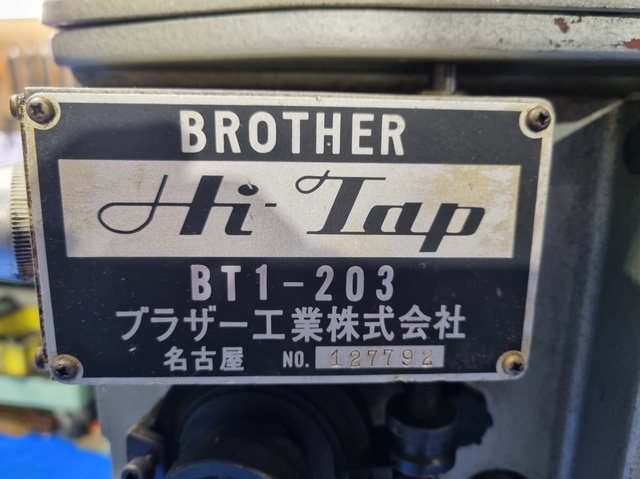 BROTHER
Hi-Tap
BT1-203
ブラザー工業株式会社
名古屋 NO. 127792